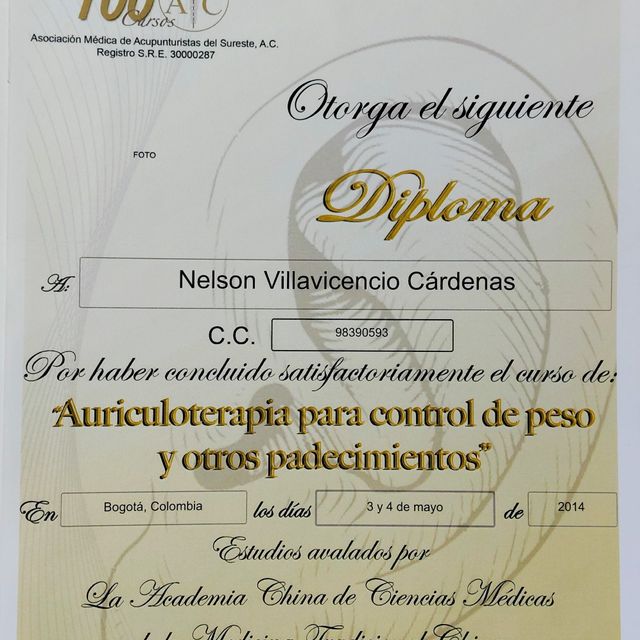 100
Cursos
A C
Asociación Médica de Acupunturistas del Sureste, A.C.
Registro S.R.E. 30000287
Otorga el siguiente
FOTO
Diploma
A: Nelson Villavicencio Cárdenas
C.C. 98390593
Por haber concluido satisfactoriamente el curso de:
"Auriculoterapia para control de peso
y otros padecimientos"
En Bogotá, Colombia los días 3 y 4 de mayo de 2014
Estudios avalados por
La Academia China de Ciencias Médicas